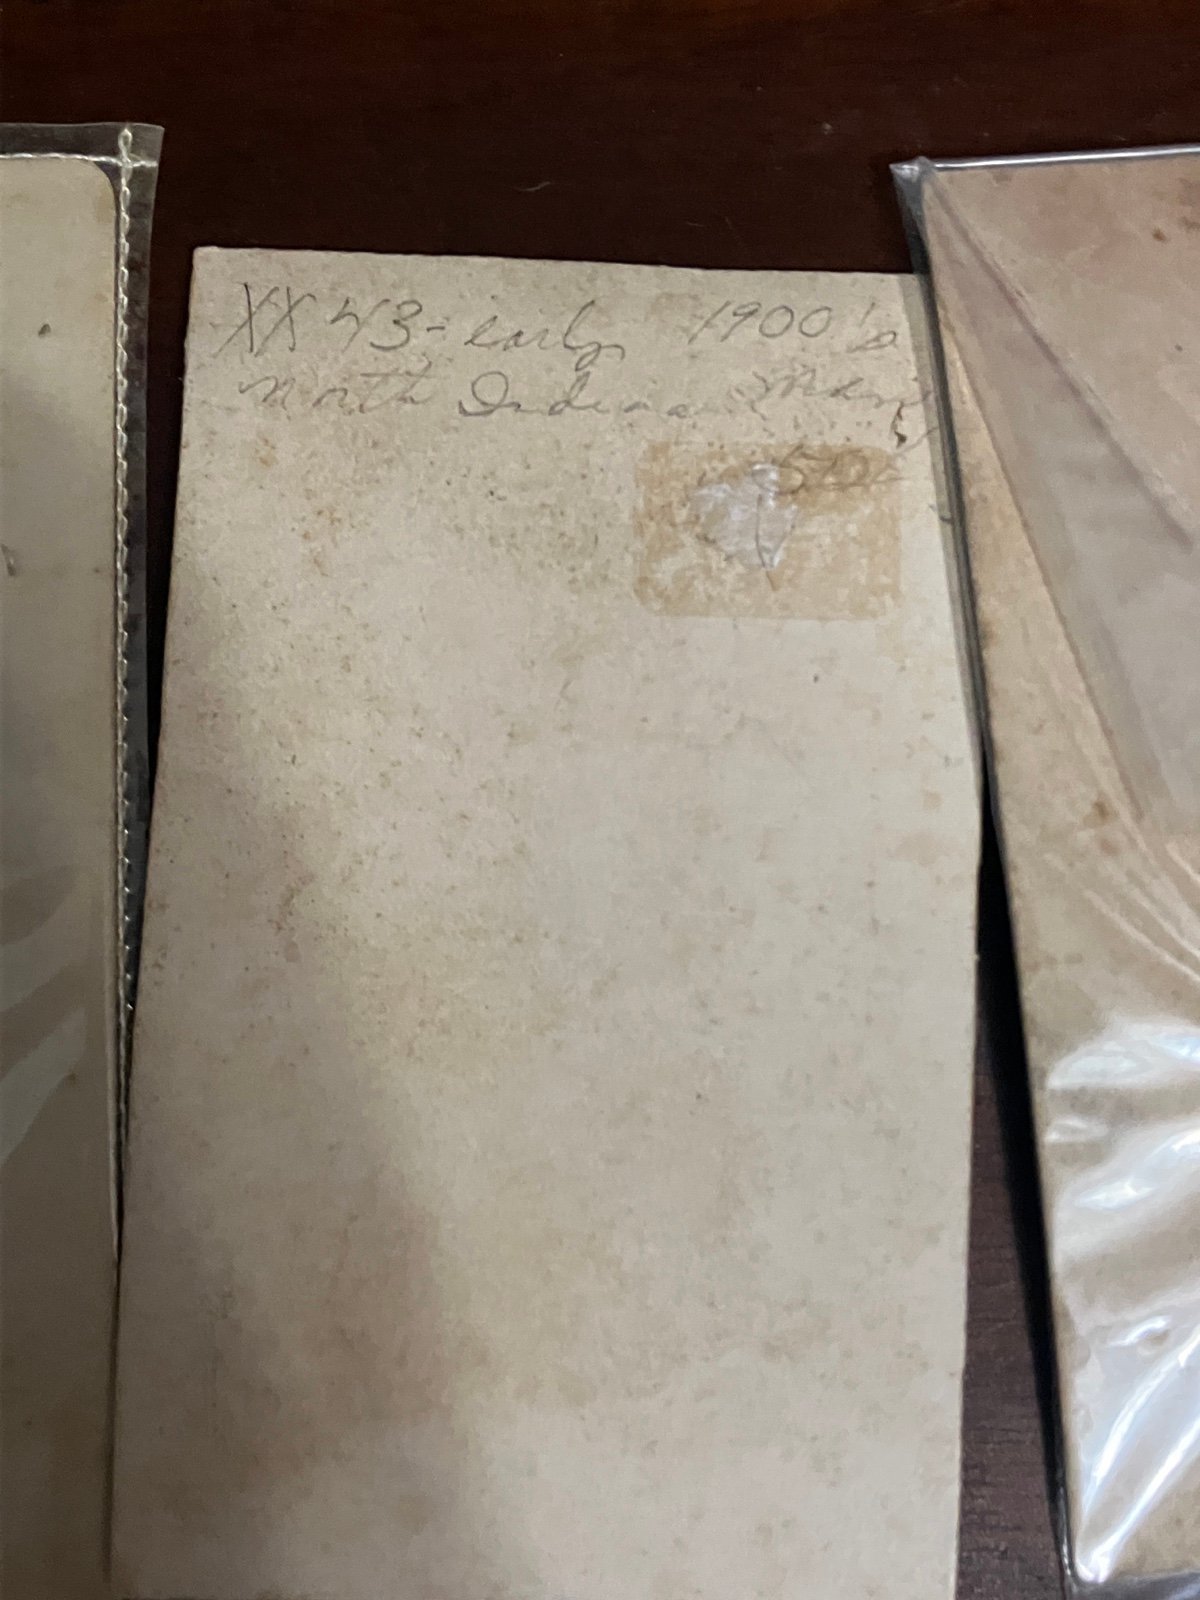 XX43 - early 1900's
North Indiana